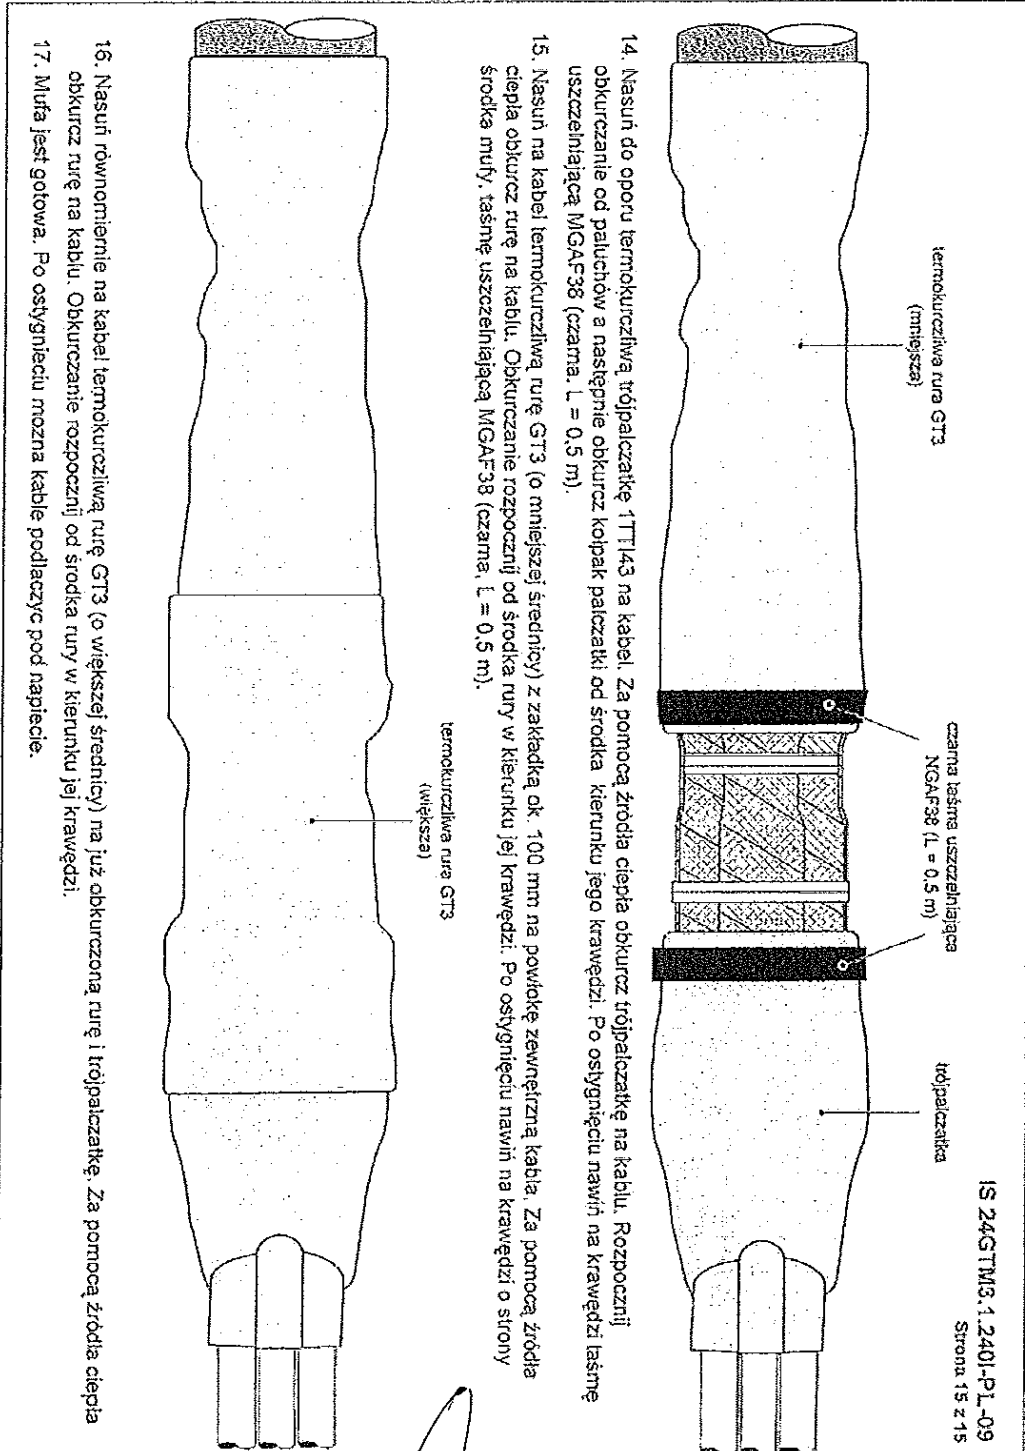 IS 24GTM3.1.240I-PL-09
Strona 15 z 15
termokurczliwa rura GT3
(mniejsza)
czarna taśma uszczelniająca
NGAF38 (L = 0,5 m)
trójpalczatka
14. Nasuń do oporu termokurczliwą trójpalczatkę 1TTI43 na kabel. Za pomocą źródła ciepła obkurcz trójpalczatkę na kablu. Rozpocznij
obkurczanie od paluchów a następnie obkurcz kołpak palczatki od środka kierunku jego krawędzi. Po ostygnięciu nawiń na krawędzi taśmę
uszczelniającą MGAF38 (czarna, L = 0,5 m).
15. Nasuń na kabel termokurczliwą rurę GT3 (o mniejszej średnicy) z zakładką ok. 100 mm na powłokę zewnętrzną kabla. Za pomocą źródła
ciepła obkurcz rurę na kablu. Obkurczanie rozpocznij od środka rury w kierunku jej krawędzi. Po ostygnięciu nawiń na krawędzi o strony
środka mufy, taśmę uszczelniającą MGAF38 (czarna, L = 0,5 m).
termokurczliwa rura GT3
(większa)
16. Nasuń równomiernie na kabel termokurczliwą rurę GT3 (o większej średnicy) na już obkurczoną rurę i trójpalczatkę. Za pomocą źródła ciepła
obkurcz rurę na kablu. Obkurczanie rozpocznij od środka rury w kierunku jej krawędzi.
17. Mufa jest gotowa. Po ostygnieciu mozna kable podlaczyc pod napiecie.